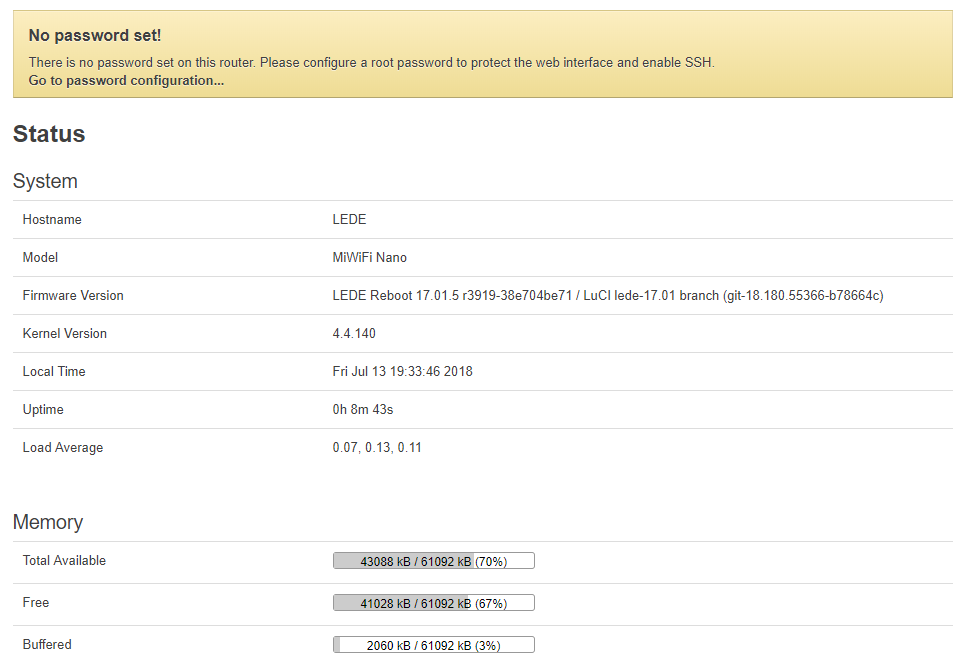 No password set!
There is no password set on this router. Please configure a root password to protect the web interface and enable SSH.
Go to password configuration...
Status
System
Hostname LEDE
Model MiWiFi Nano
Firmware Version LEDE Reboot 17.01.5 r3919-38e704be71 / LuCI lede-17.01 branch (git-18.180.55366-b78664c)
Kernel Version 4.4.140
Local Time Fri Jul 13 19:33:46 2018
Uptime 0h 8m 43s
Load Average 0.07, 0.13, 0.11
Memory
Total Available 43088 kB / 61092 kB (70%)
Free 41028 kB / 61092 kB (67%)
Buffered 2060 kB / 61092 kB (3%)